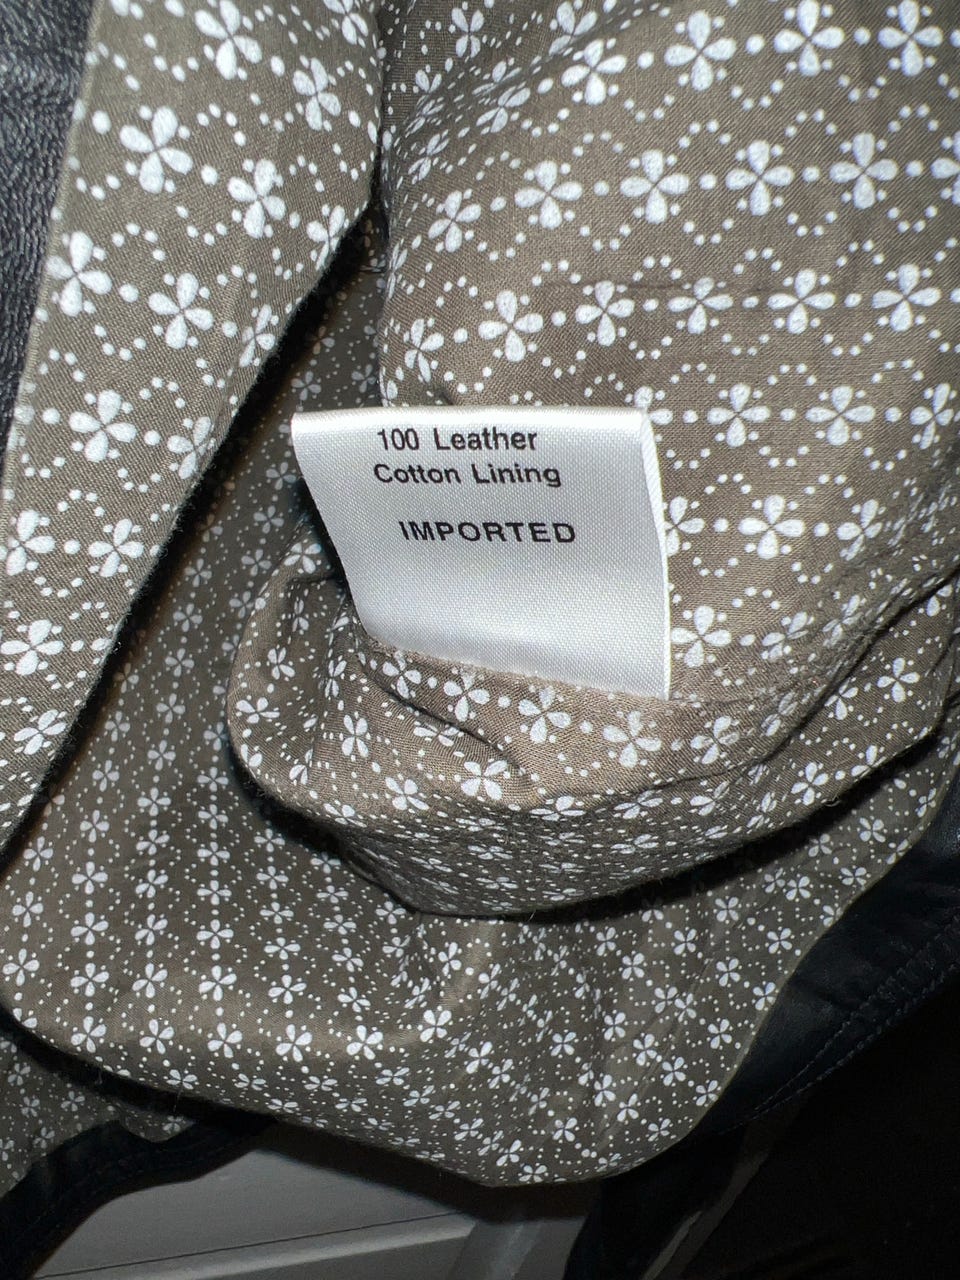 100 Leather
Cotton Lining
IMPORTED